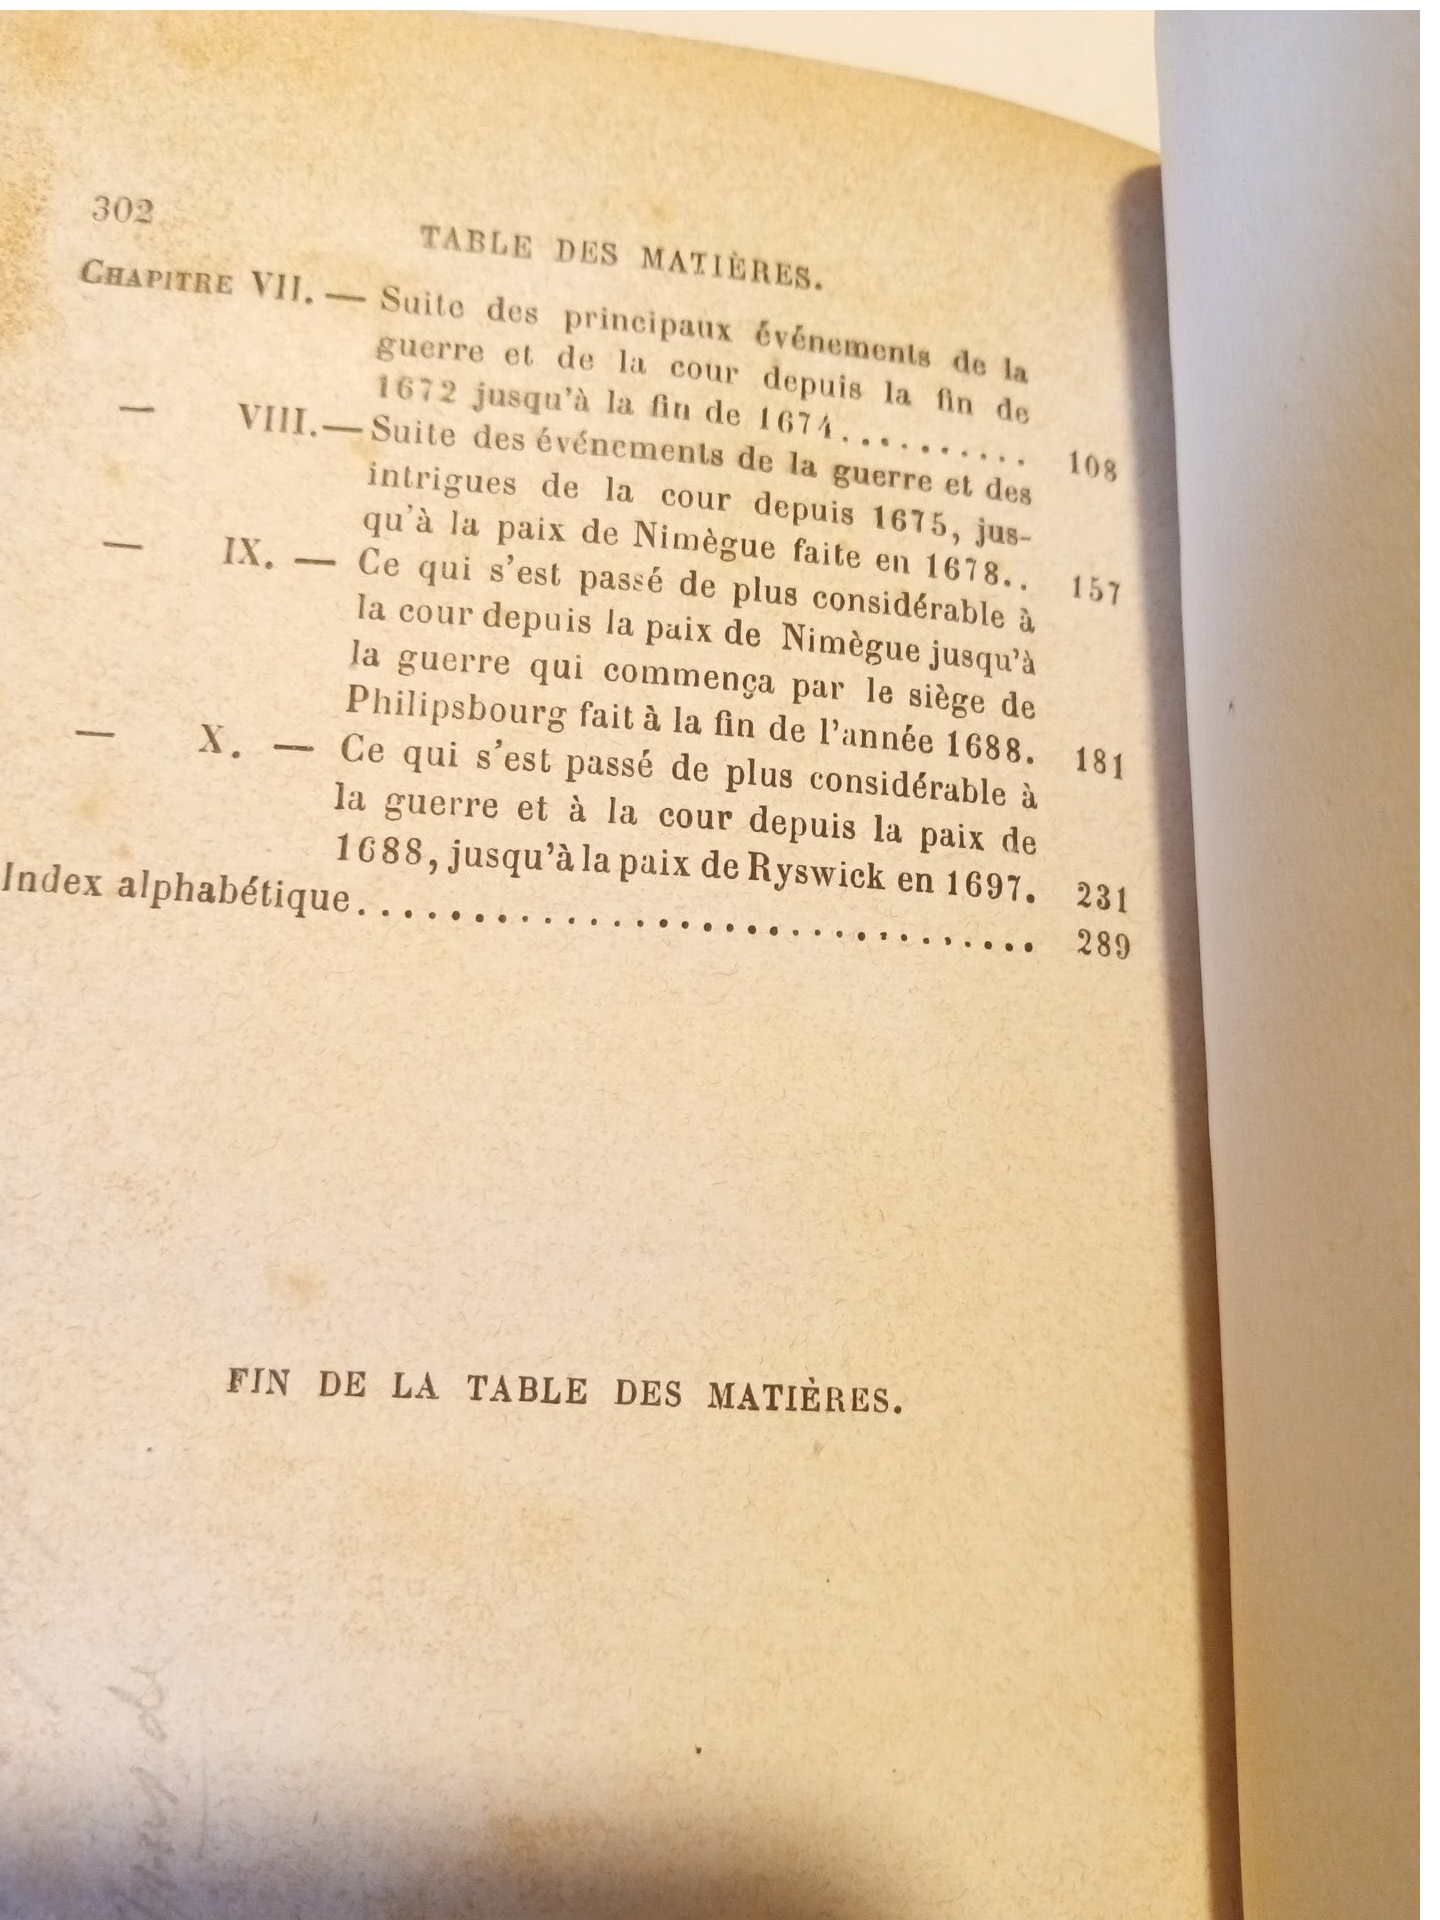 302
TABLE DES MATIÈRES.
CHAPITRE VII. — Suite des principaux événements de la
guerre et de la cour depuis la fin de
1672 jusqu'à la fin de 1674.......... 108
— VIII. — Suite des événements de la guerre et des
intrigues de la cour depuis 1675, jus-
qu'à la paix de Nimègue faite en 1678.. 157
— IX. — Ce qui s'est passé de plus considérable à
la cour depuis la paix de Nimègue jusqu'à
la guerre qui commença par le siège de
Philipsbourg fait à la fin de l'année 1688. 181
— X. — Ce qui s'est passé de plus considérable à
la guerre et à la cour depuis la paix de
1688, jusqu'à la paix de Ryswick en 1697. 231
Index alphabétique.............................. 289
FIN DE LA TABLE DES MATIÈRES.